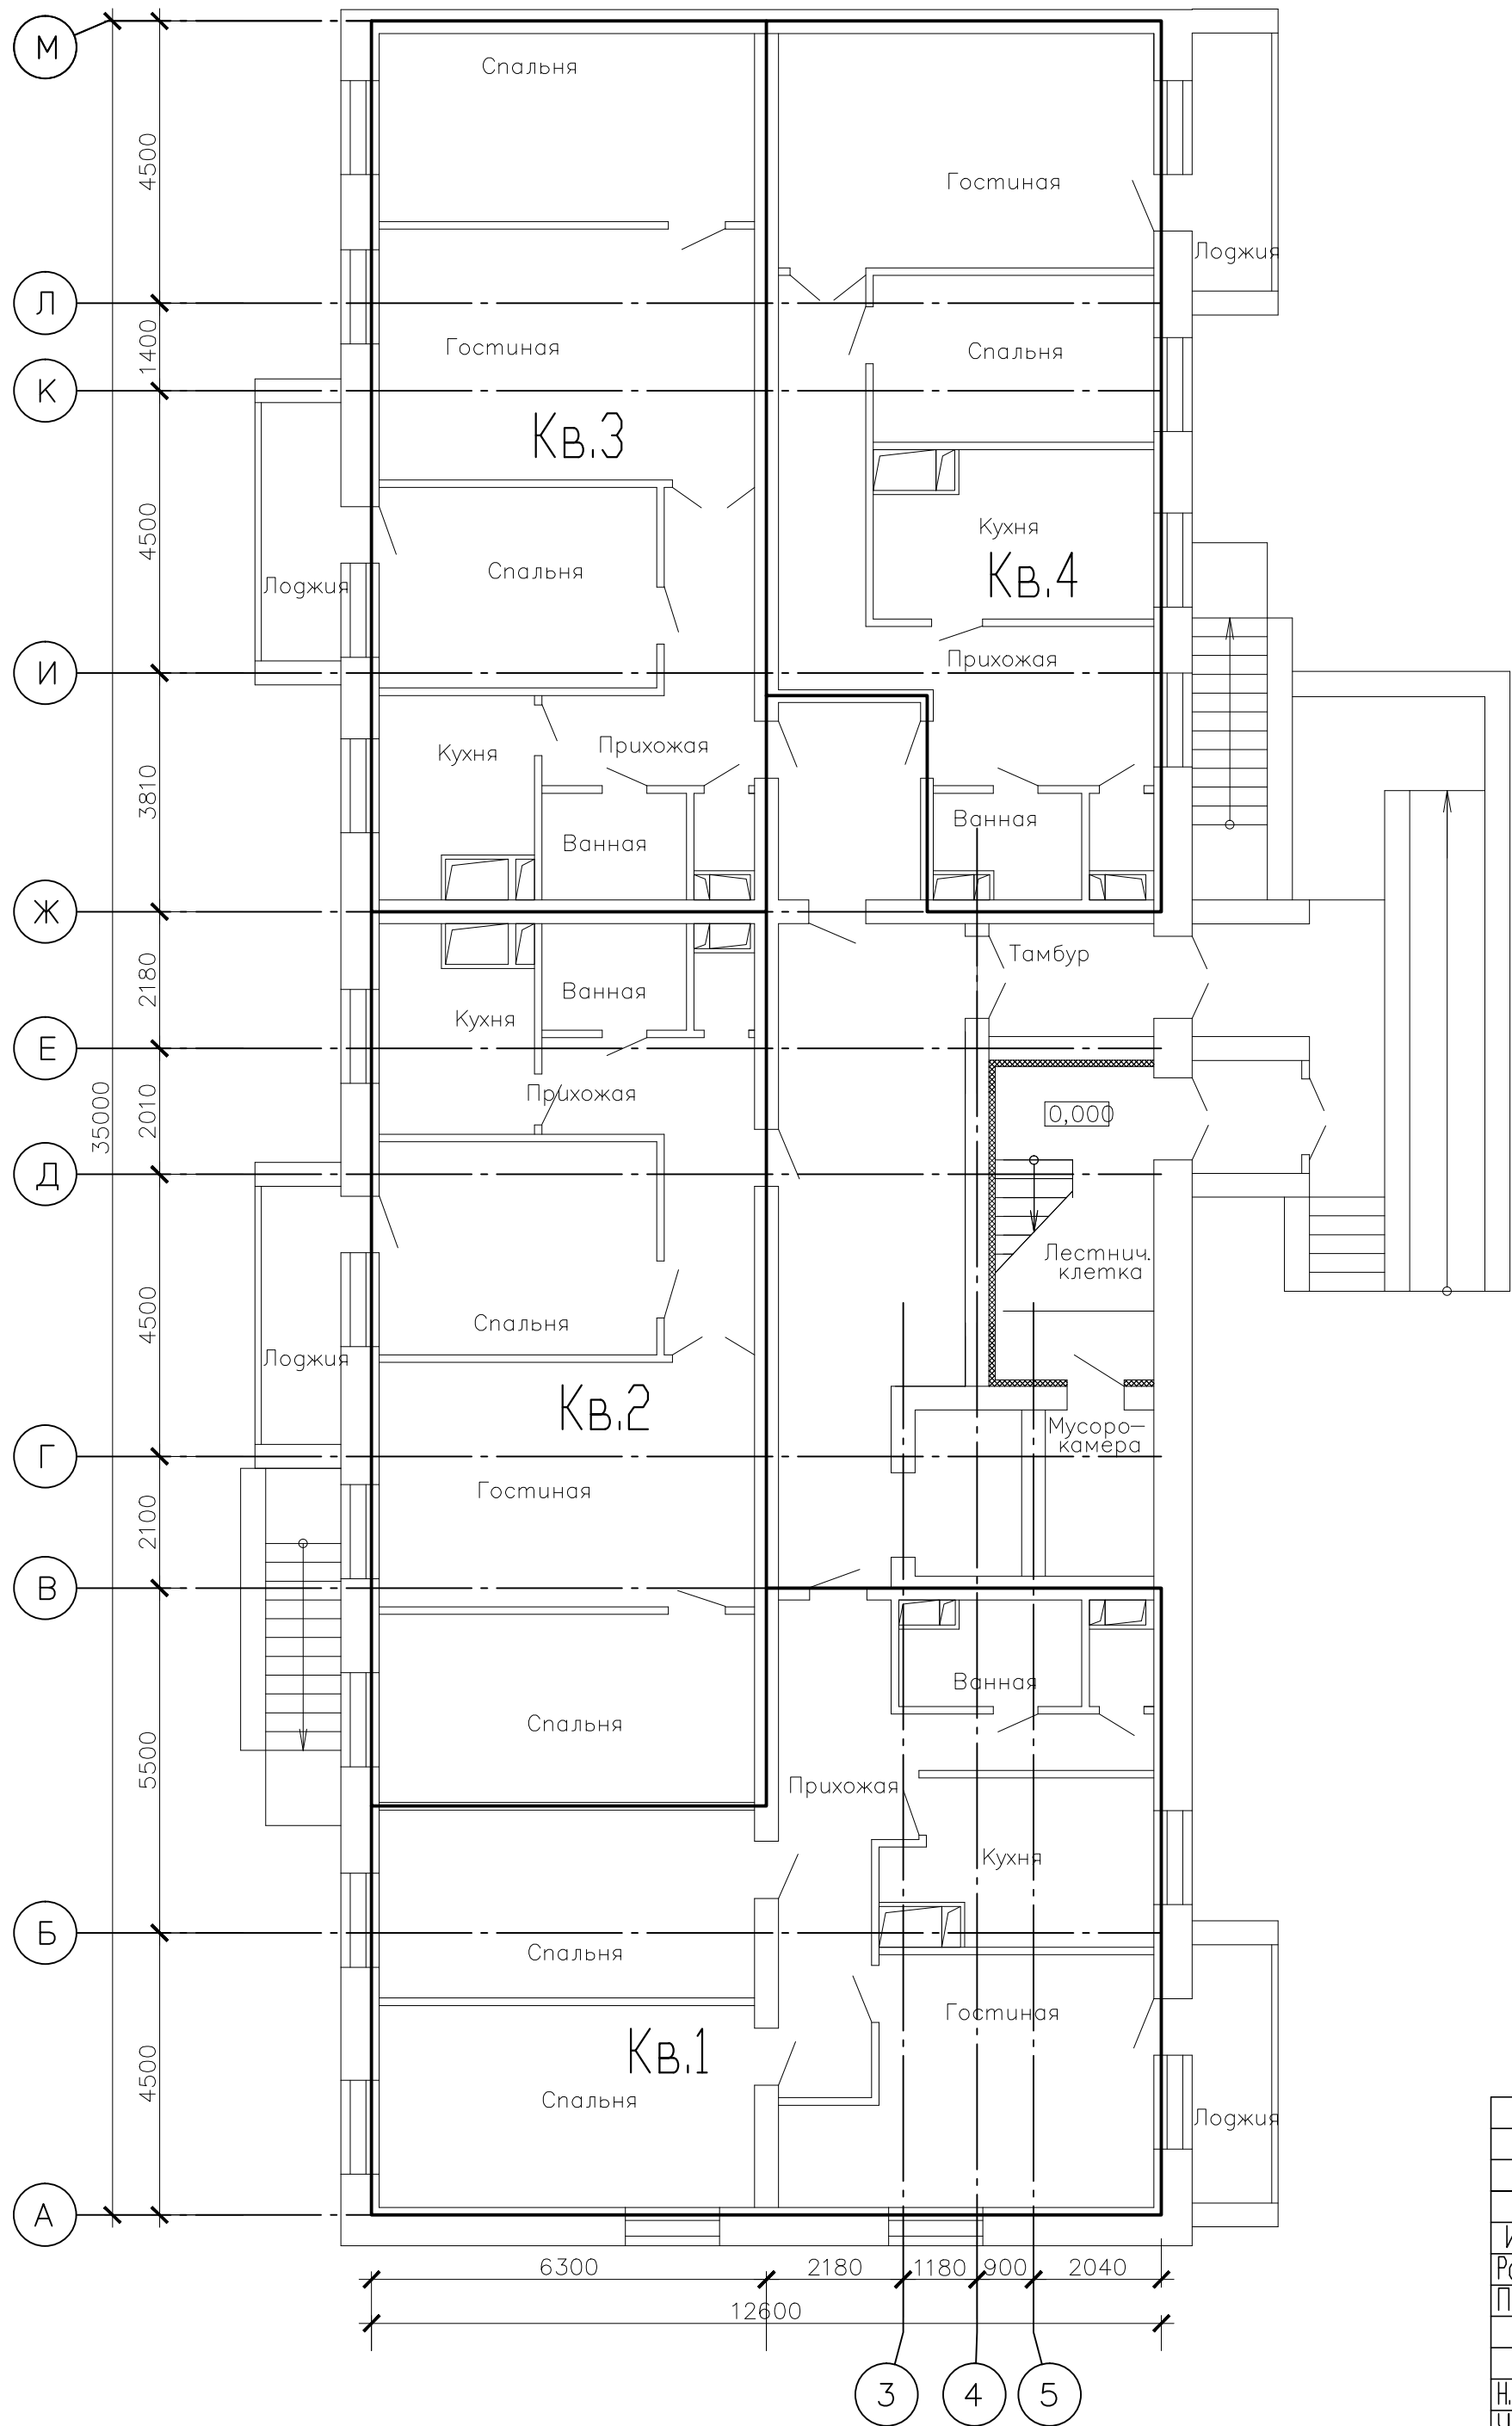 М
Спальня
4500
Гостиная
Лоджия
Л
1400
Гостиная
Спальня
К
Кв.3
4500
Кухня
Кв.4
Спальня
Лоджия
И
Прихожая
Кухня
Прихожая
3810
Ванная
Ванная
Ж
2180
Тамбур
Ванная
Кухня
Е
35000
2010
Прихожая
0,000
Д
Лестнич.
клетка
4500
Спальня
Лоджия
Кв.2
Мусоро-
камера
Г
Гостиная
2100
В
Ванная
Спальня
5500
Прихожая
Кухня
Б
Спальня
Гостиная
Кв.1
4500
Спальня
Лоджия
А
6300
2180
1180
900
2040
12600
3
4
5
Н.